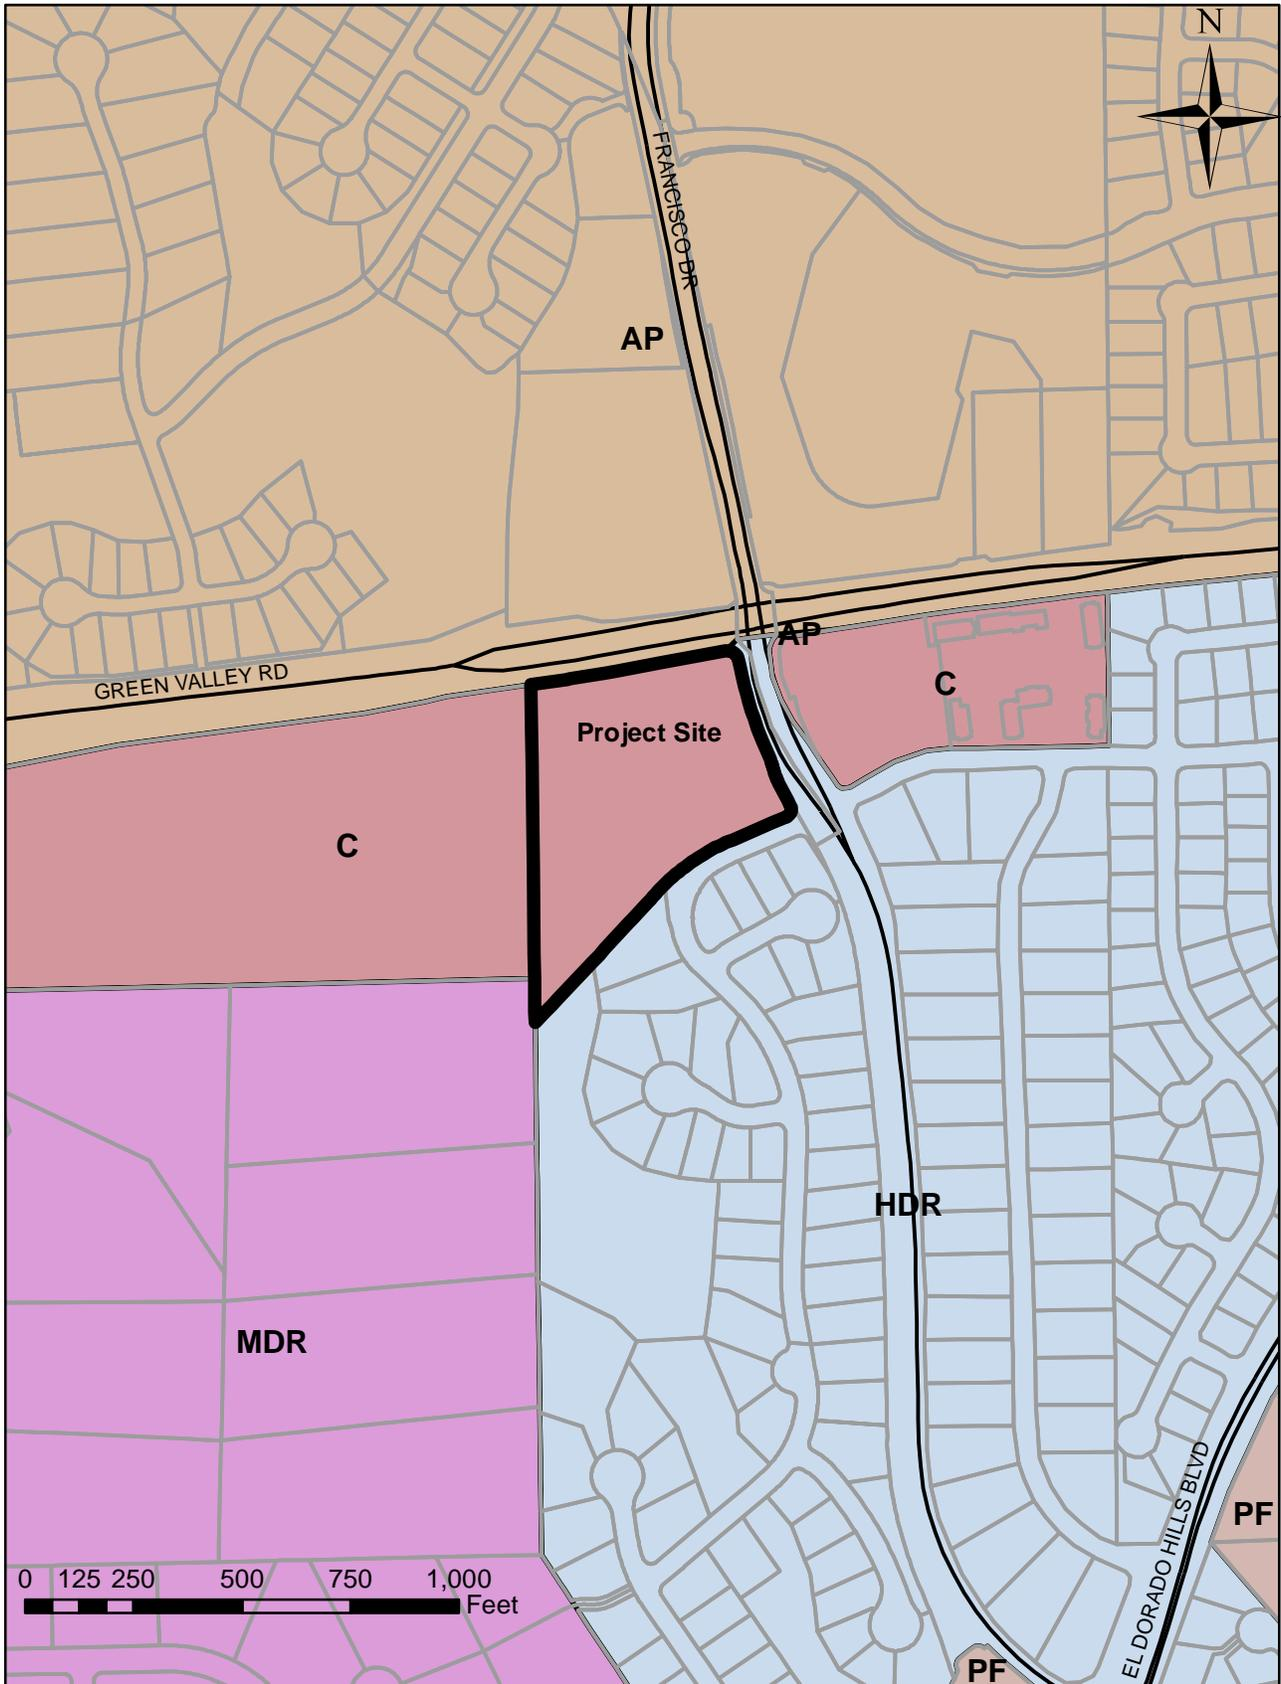 N
FRANCISCO DR
AP
AP
GREEN VALLEY RD
C
Project Site
C
HDR
MDR
EL DORADO HILLS BLVD
PF
0 125 250 500 750 1,000
Feet
PF